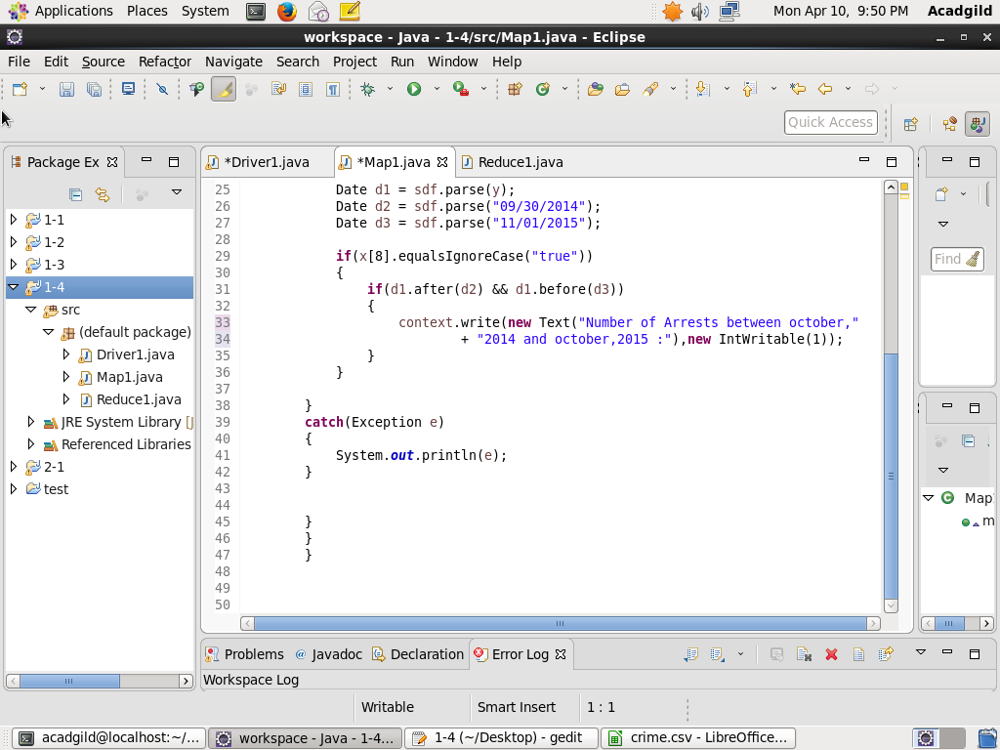 Applications Places System Mon Apr 10, 9:50 PM Acadgild
workspace - Java - 1-4/src/Map1.java - Eclipse
File Edit Source Refactor Navigate Search Project Run Window Help
Quick Access
Package Ex
*Driver1.java *Map1.java Reduce1.java
1-1
1-2
1-3
1-4
src
(default package)
Driver1.java
Map1.java
Reduce1.java
JRE System Library [J
Referenced Libraries
2-1
test
25 Date d1 = sdf.parse(y);
26 Date d2 = sdf.parse("09/30/2014");
27 Date d3 = sdf.parse("11/01/2015");
28
29 if(x[8].equalsIgnoreCase("true"))
30 {
31 if(d1.after(d2) && d1.before(d3))
32 {
33 context.write(new Text("Number of Arrests between october,"
34 + "2014 and october,2015 :"),new IntWritable(1));
35 }
36 }
37
38 }
39 catch(Exception e)
40 {
41 System.out.println(e);
42 }
43
44
45 }
46 }
47 }
48
49
50
Find
Map
m
Problems @ Javadoc Declaration Error Log
Workspace Log
Writable Smart Insert 1 : 1
acadgild@localhost:~/... workspace - Java - 1-4... 1-4 (~/Desktop) - gedit crime.csv - LibreOffice...